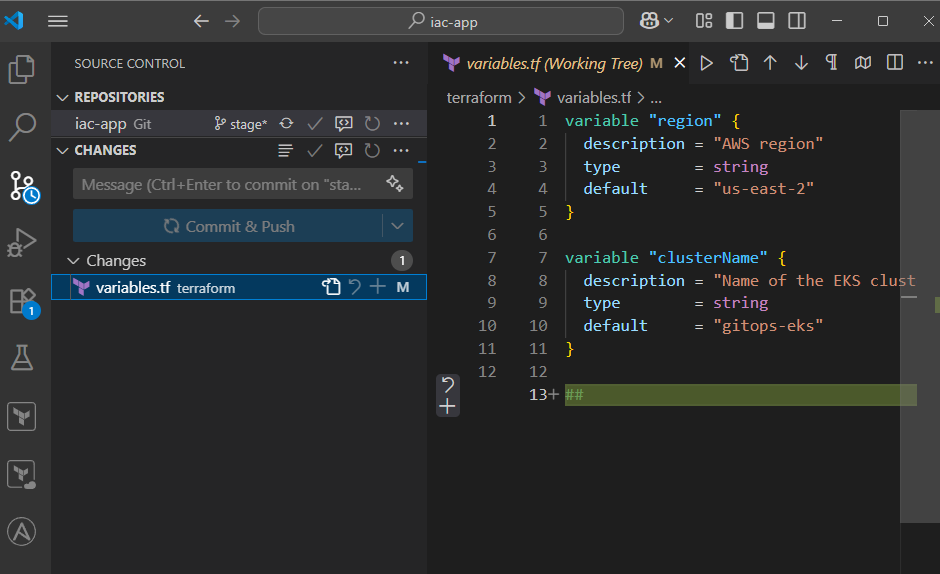 iac-app
SOURCE CONTROL
REPOSITORIES
iac-app Git stage*
CHANGES
Message (Ctrl+Enter to commit on "sta...
Commit & Push
Changes 1
variables.tf terraform M
1
variables.tf (Working Tree) M
terraform > variables.tf > ...
1 1 variable "region" {
2 2 description = "AWS region"
3 3 type = string
4 4 default = "us-east-2"
5 5 }
6 6
7 7 variable "clusterName" {
8 8 description = "Name of the EKS clust
9 9 type = string
10 10 default = "gitops-eks"
11 11 }
12 12
13+ ##